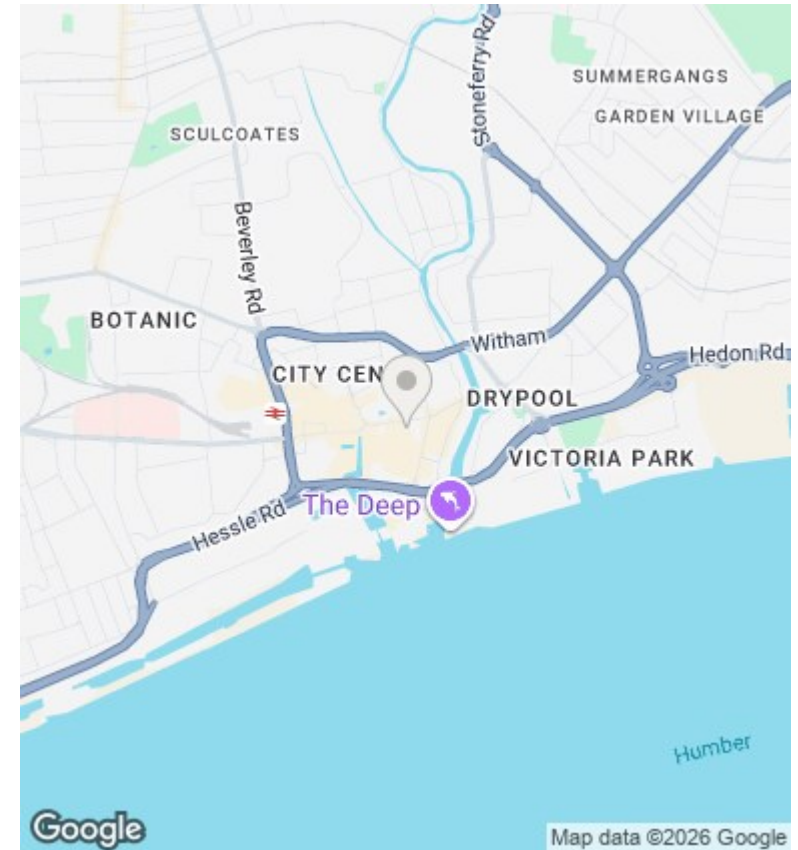 Stoneferry Rd
SUMMERGANGS
GARDEN VILLAGE
SCULCOATES
Beverley Rd
BOTANIC
Witham
Hedon Rd
CITY CEN
DRYPOOL
VICTORIA PARK
The Deep
Hessle Rd
Humber
Google
Map data ©2026 Google